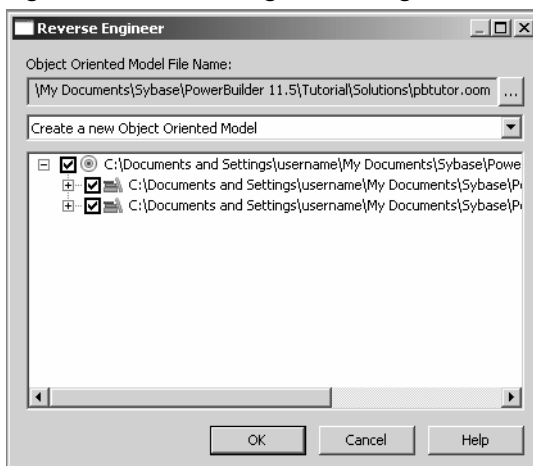 Reverse Engineer
Object Oriented Model File Name:
\My Documents\Sybase\PowerBuilder 11.5\Tutorial\Solutions\pbtutor.oom ...
Create a new Object Oriented Model
C:\Documents and Settings\username\My Documents\Sybase\Powe
C:\Documents and Settings\username\My Documents\Sybase\P
C:\Documents and Settings\username\My Documents\Sybase\P
OK Cancel Help